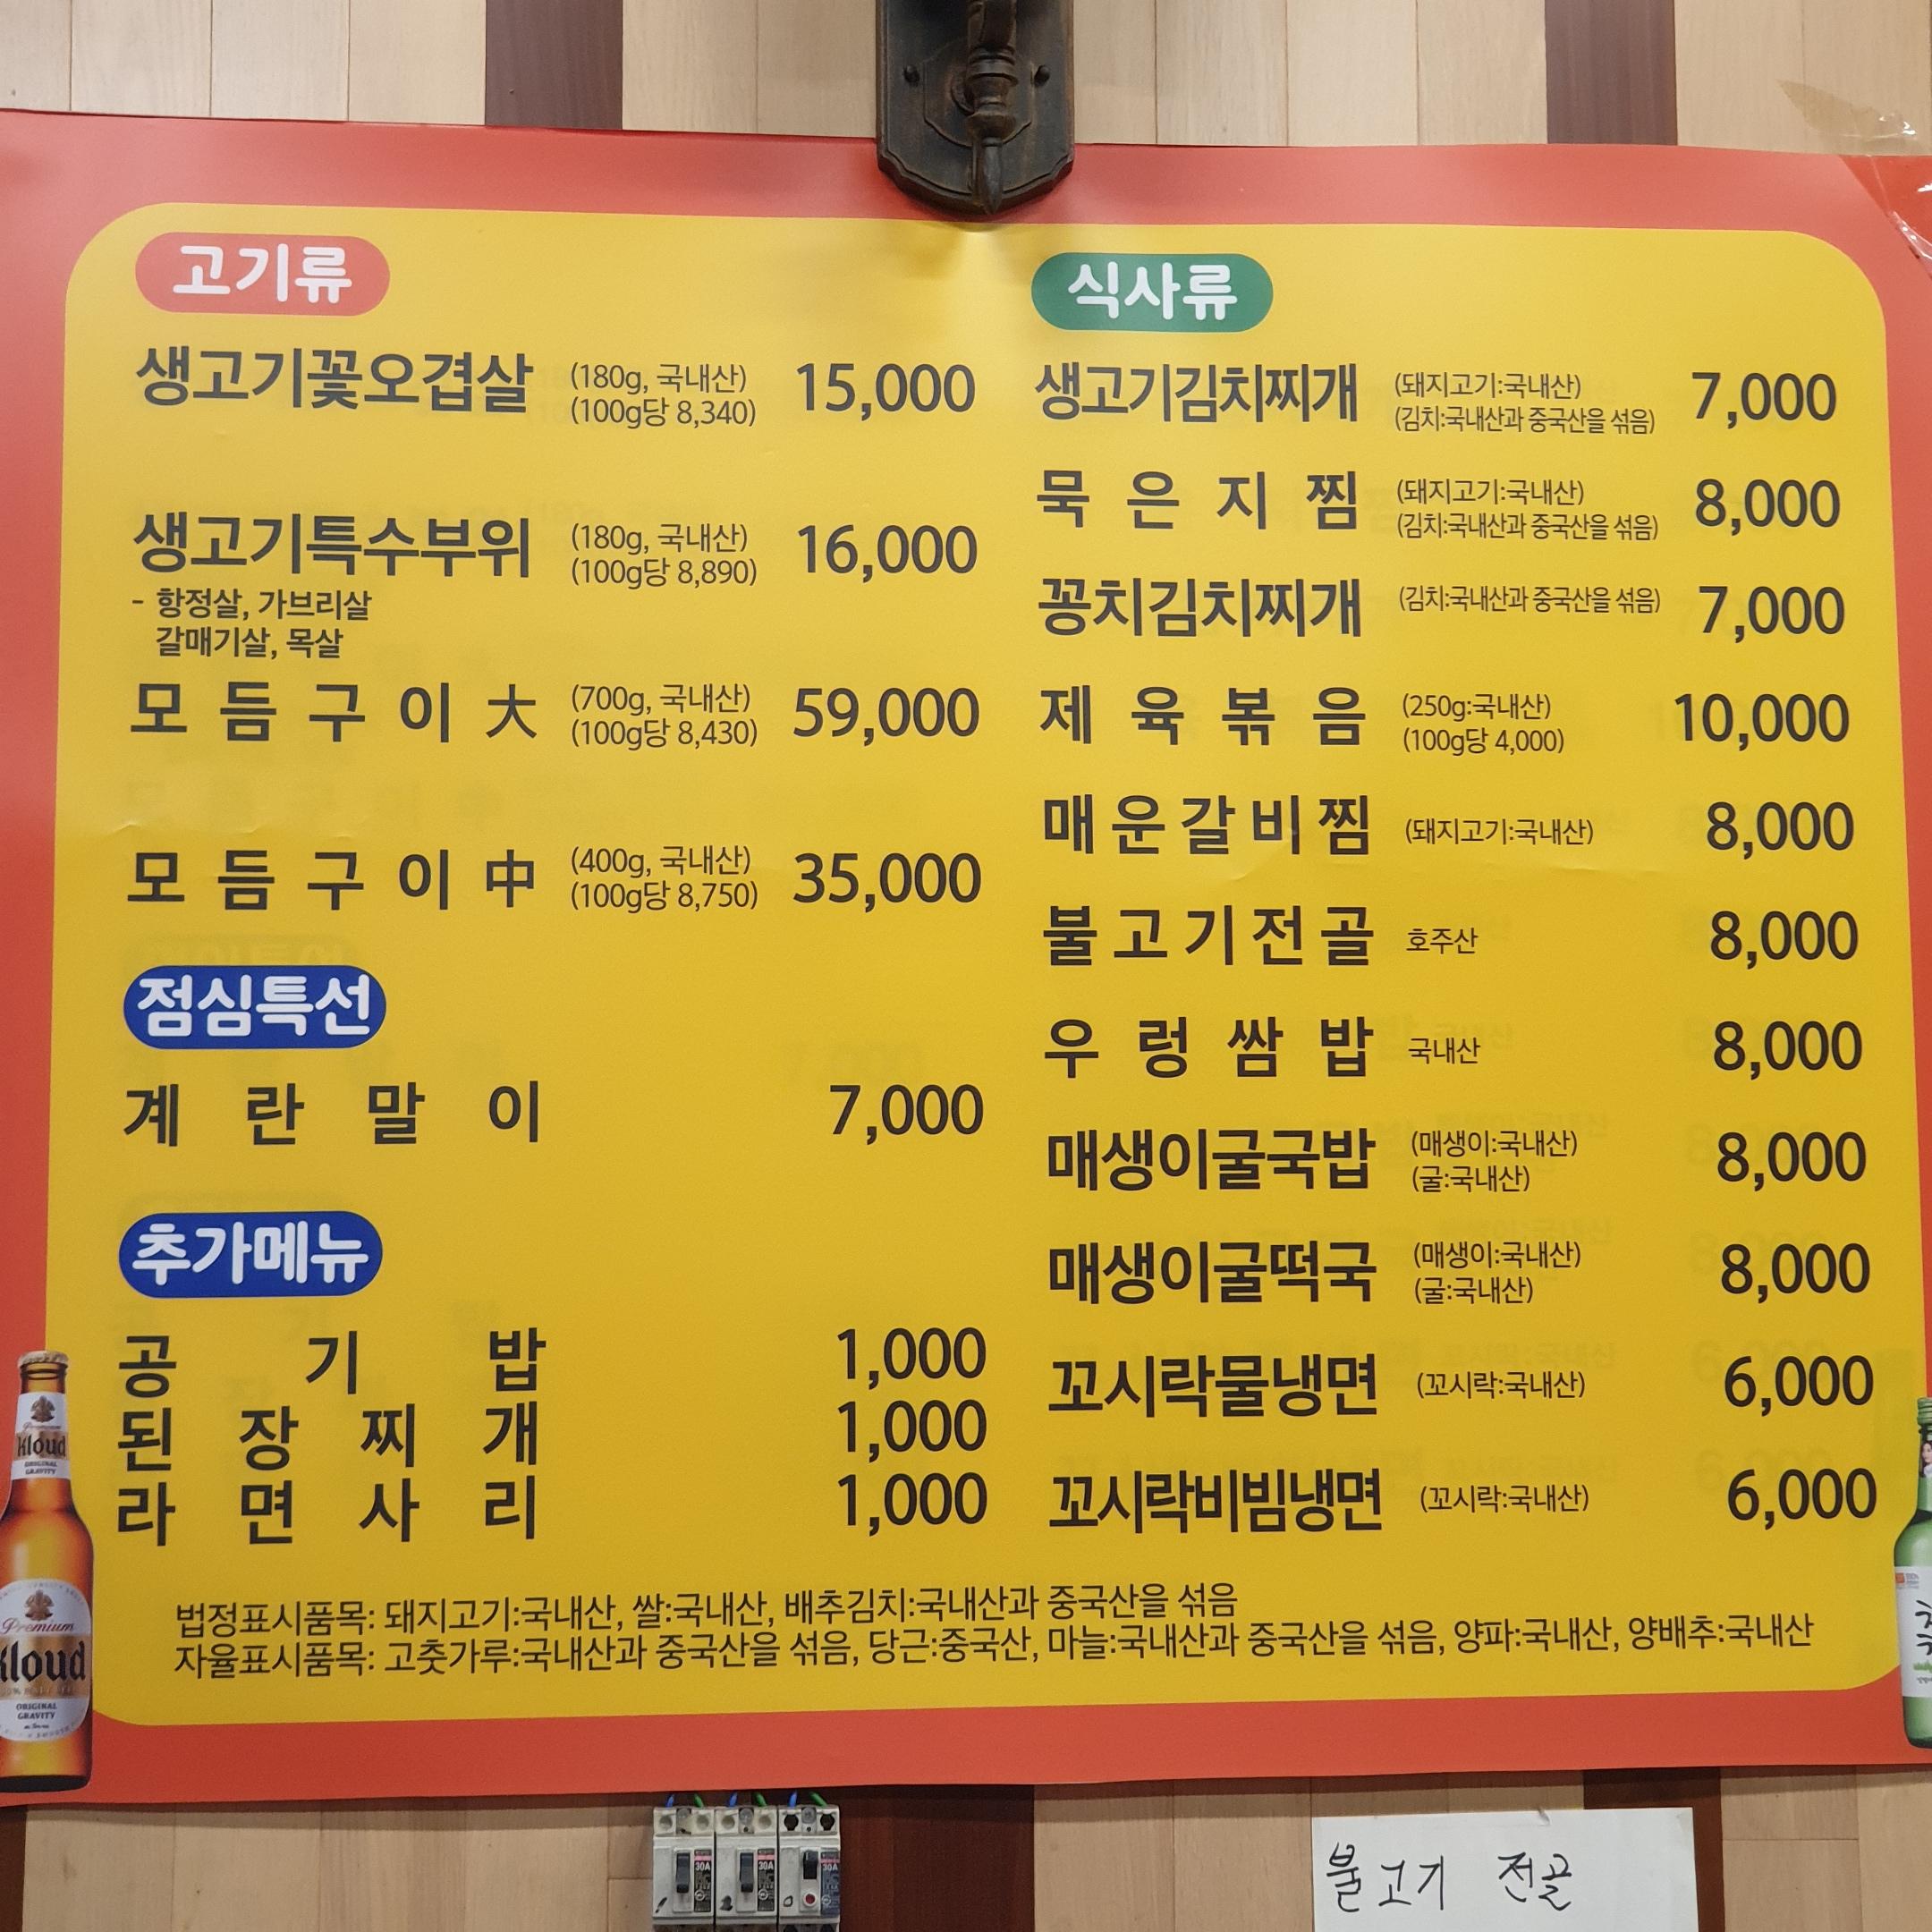 고기류
생고기꽃오겹살 (180g, 국내산) 15,000
(100g당 8,340)
생고기특수부위 (180g, 국내산) 16,000
(100g당 8,890)
- 항정살, 가브리살
갈매기살, 목살
모듬구이 大 (700g, 국내산) 59,000
(100g당 8,430)
모듬구이 中 (400g, 국내산) 35,000
(100g당 8,750)
점심특선
계란말이 7,000
추가메뉴
공기밥 1,000
된장찌개 1,000
라면사리 1,000
식사류
생고기김치찌개 (돼지고기:국내산) 7,000
(김치:국내산과 중국산을 섞음)
묵은지찜 (돼지고기:국내산) 8,000
(김치:국내산과 중국산을 섞음)
꽁치김치찌개 (김치:국내산과 중국산을 섞음) 7,000
제육볶음 (250g:국내산) 10,000
(100g당 4,000)
매운갈비찜 (돼지고기:국내산) 8,000
불고기전골 호주산 8,000
우렁쌈밥 국내산 8,000
매생이굴국밥 (매생이:국내산) 8,000
(굴:국내산)
매생이굴떡국 (매생이:국내산) 8,000
(굴:국내산)
꼬시락물냉면 (꼬시락:국내산) 6,000
꼬시락비빔냉면 (꼬시락:국내산) 6,000
법정표시품목: 돼지고기:국내산, 쌀:국내산, 배추김치:국내산과 중국산을 섞음
자율표시품목: 고춧가루:국내산과 중국산을 섞음, 당근:중국산, 마늘:국내산과 중국산을 섞음, 양파:국내산, 양배추:국내산
Kloud
ORIGINAL
GRAVITY
Premium
Kloud
ORIGINAL
GRAVITY
30A
30A
30A
불고기 전골